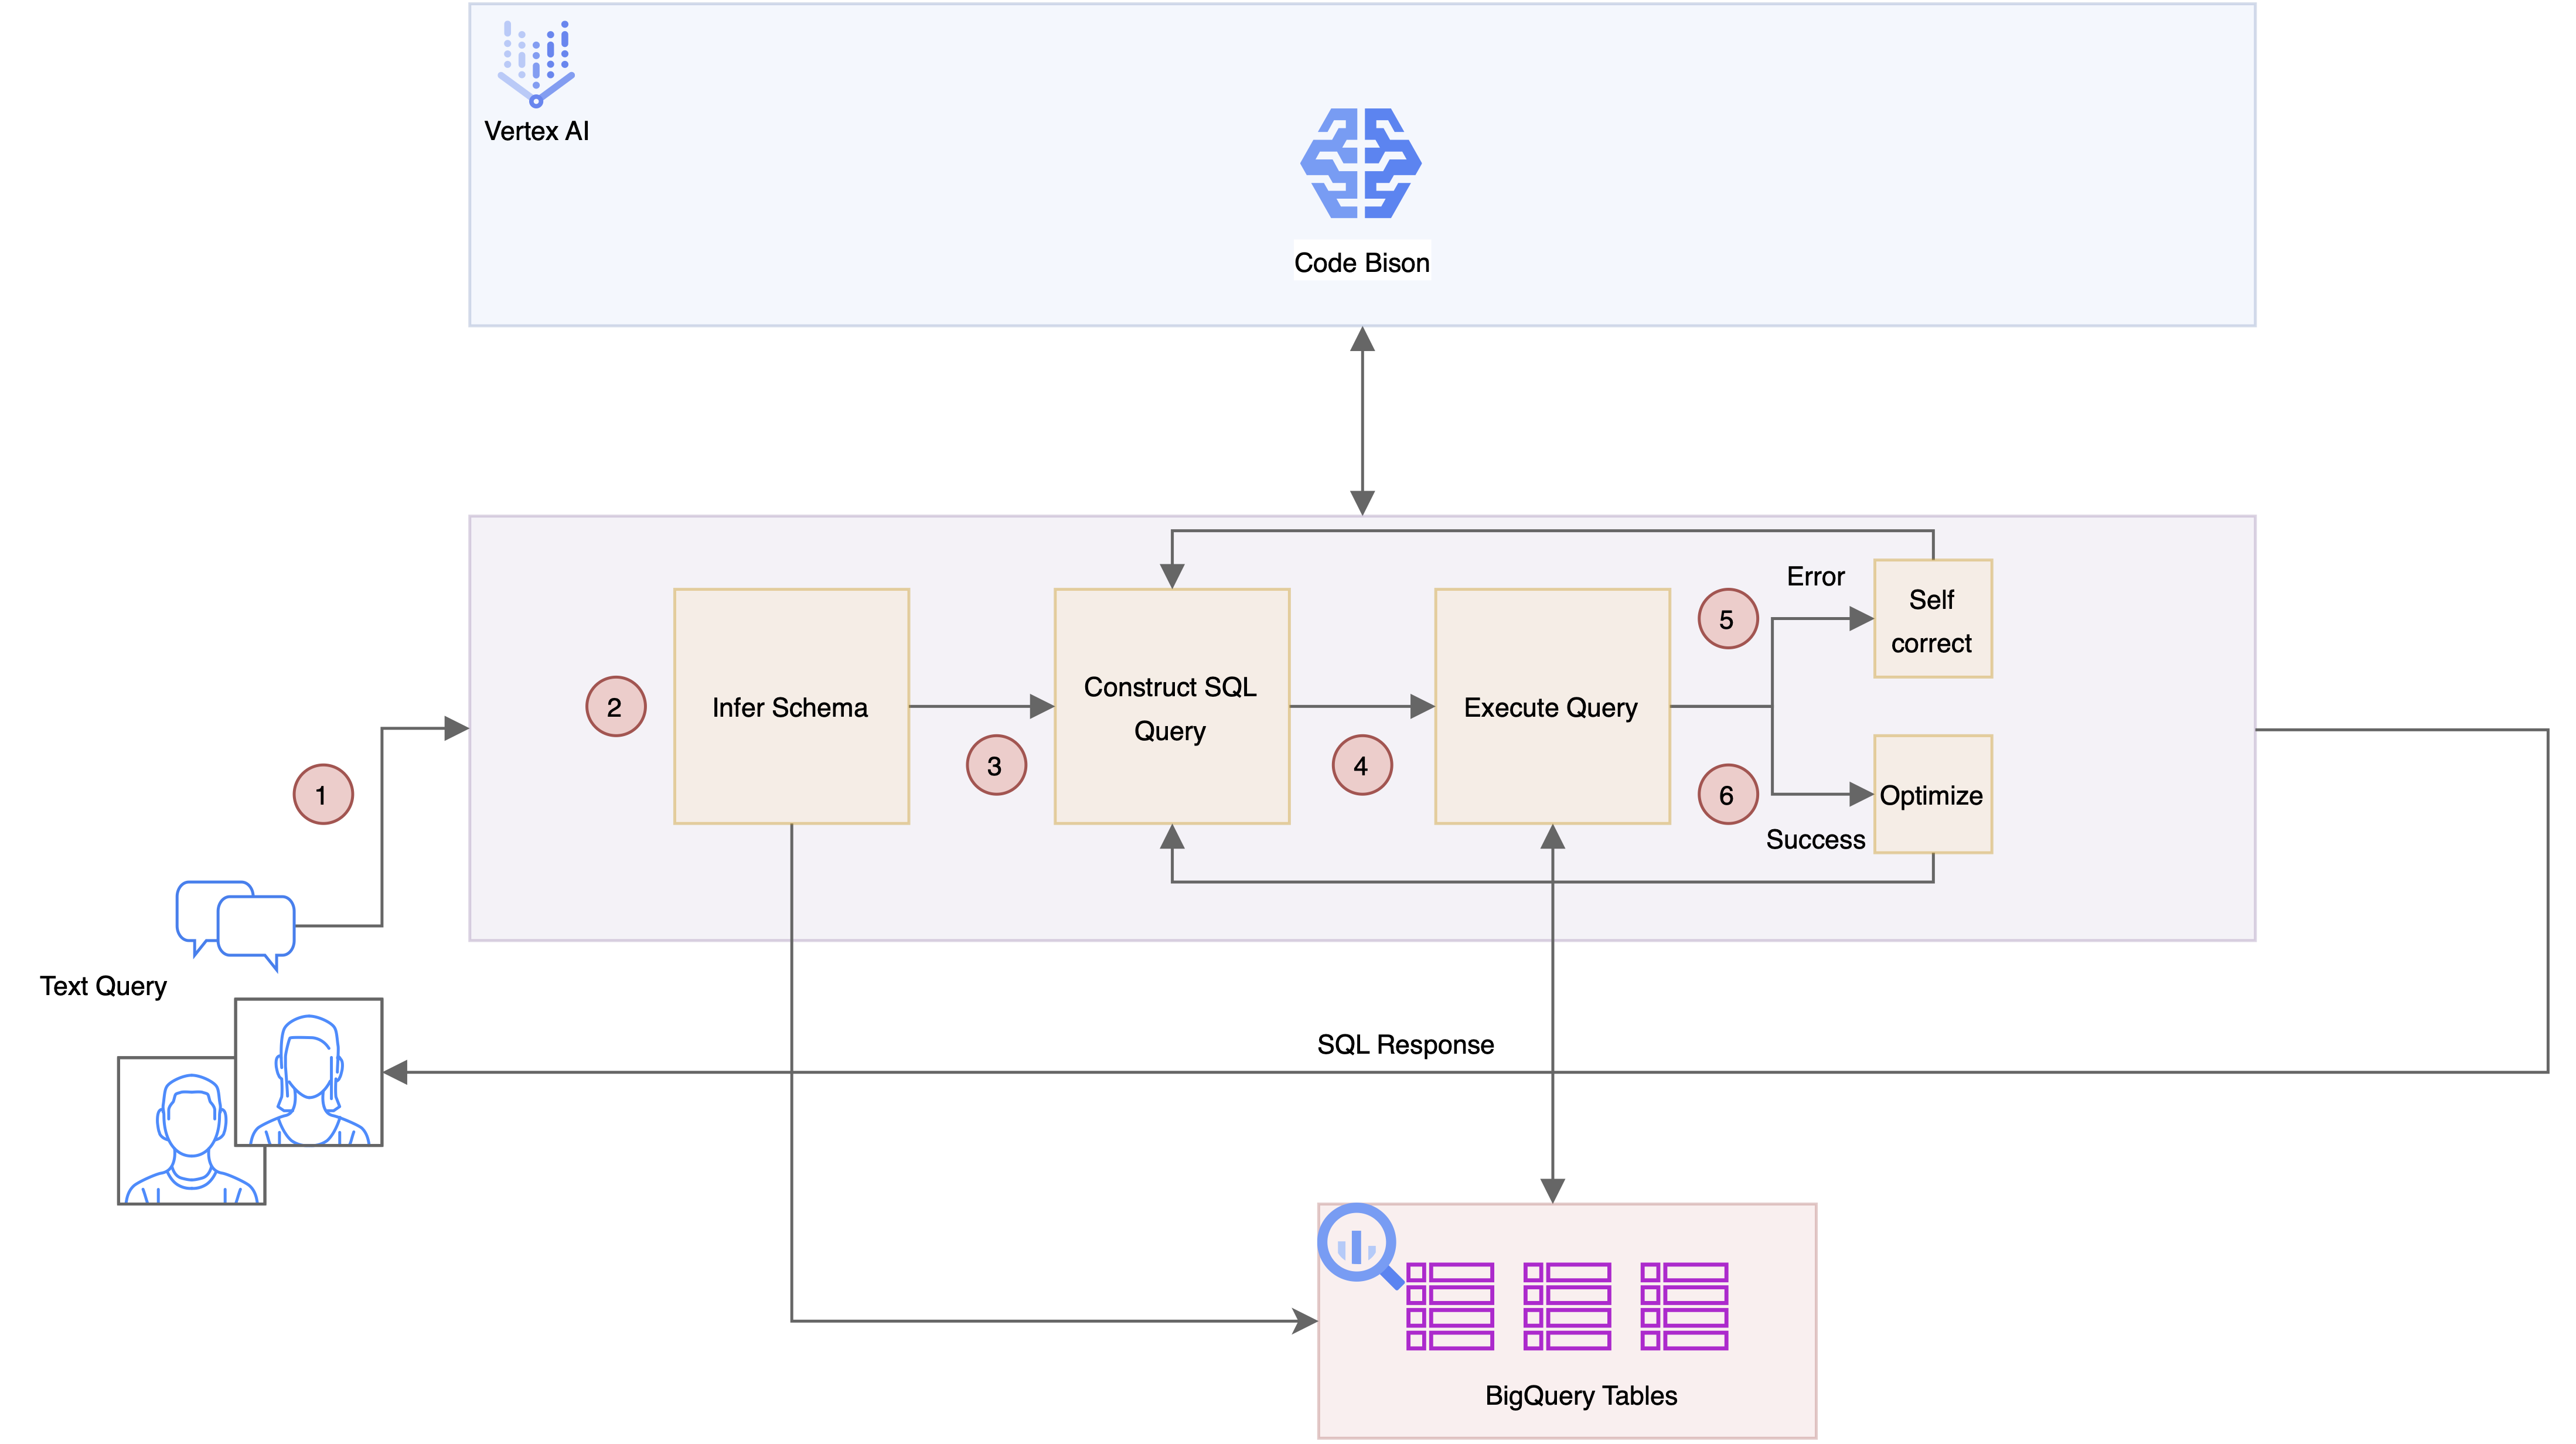 Vertex AI
Code Bison
Error
5
Self
correct
2
Infer Schema
Construct SQL
Query
Execute Query
3
4
1
6
Optimize
Success
Text Query
SQL Response
BigQuery Tables